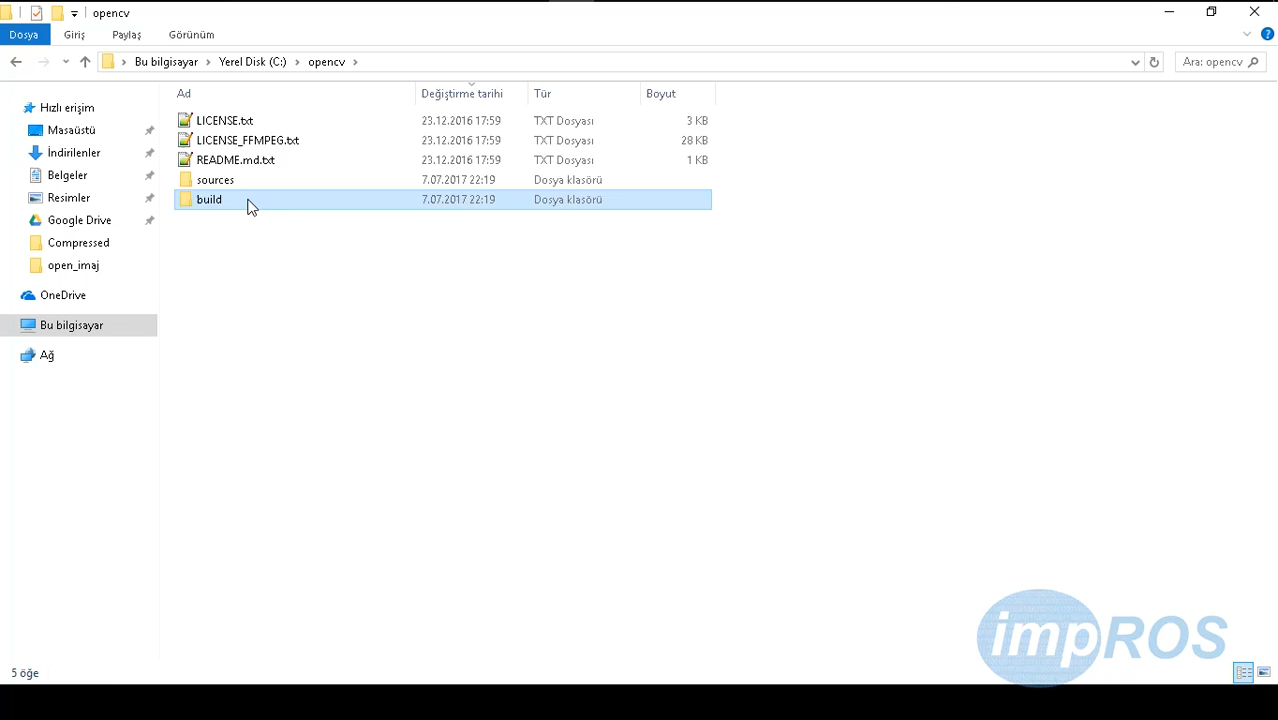 opencv
Dosya Giriş Paylaş Görünüm
Bu bilgisayar Yerel Disk (C:) opencv Ara: opencv
Ad Değiştirme tarihi Tür Boyut
Hızlı erişim
Masaüstü
İndirilenler
Belgeler
Resimler
Google Drive
Compressed
open_imaj
OneDrive
Bu bilgisayar
Ağ
LICENSE.txt 23.12.2016 17:59 TXT Dosyası 3 KB
LICENSE_FFMPEG.txt 23.12.2016 17:59 TXT Dosyası 28 KB
README.md.txt 23.12.2016 17:59 TXT Dosyası 1 KB
sources 7.07.2017 22:19 Dosya klasörü
build 7.07.2017 22:19 Dosya klasörü
impROS
5 öğe